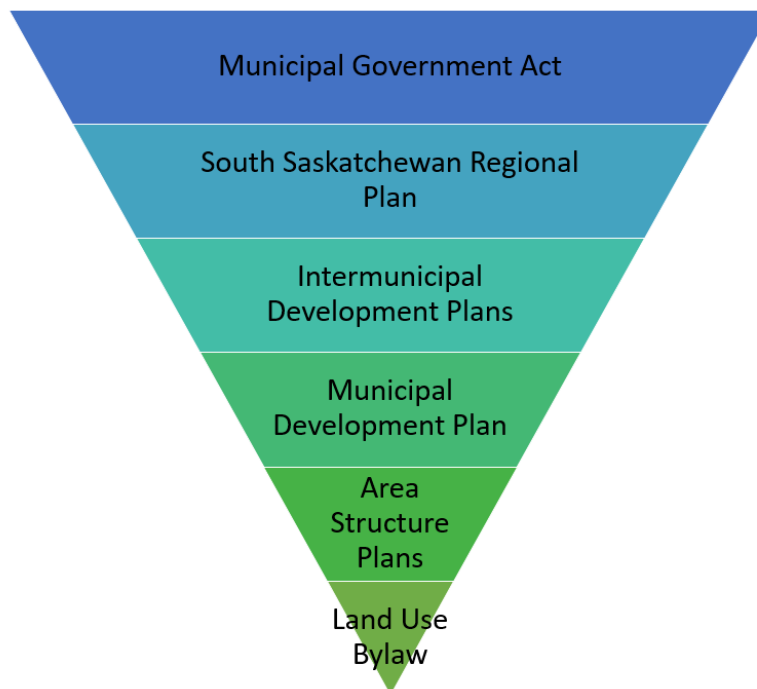 Municipal Government Act
South Saskatchewan Regional
Plan
Intermunicipal
Development Plans
Municipal
Development Plan
Area
Structure
Plans
Land Use
Bylaw